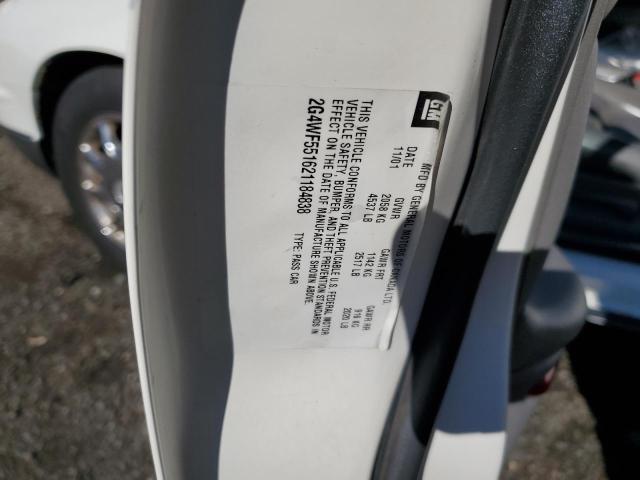 GM
MFD BY GENERAL MOTORS OF CANADA LTD.
DATE GVWR GAWR FRT GAWR RR
11/01 2058 KG 1142 KG 916 KG
4537 LB 2517 LB 2020 LB
THIS VEHICLE CONFORMS TO ALL APPLICABLE U.S. FEDERAL MOTOR
VEHICLE SAFETY, BUMPER, AND THEFT PREVENTION STANDARDS IN
EFFECT ON THE DATE OF MANUFACTURE SHOWN ABOVE.
2G4WF551621184838 TYPE: PASS CAR